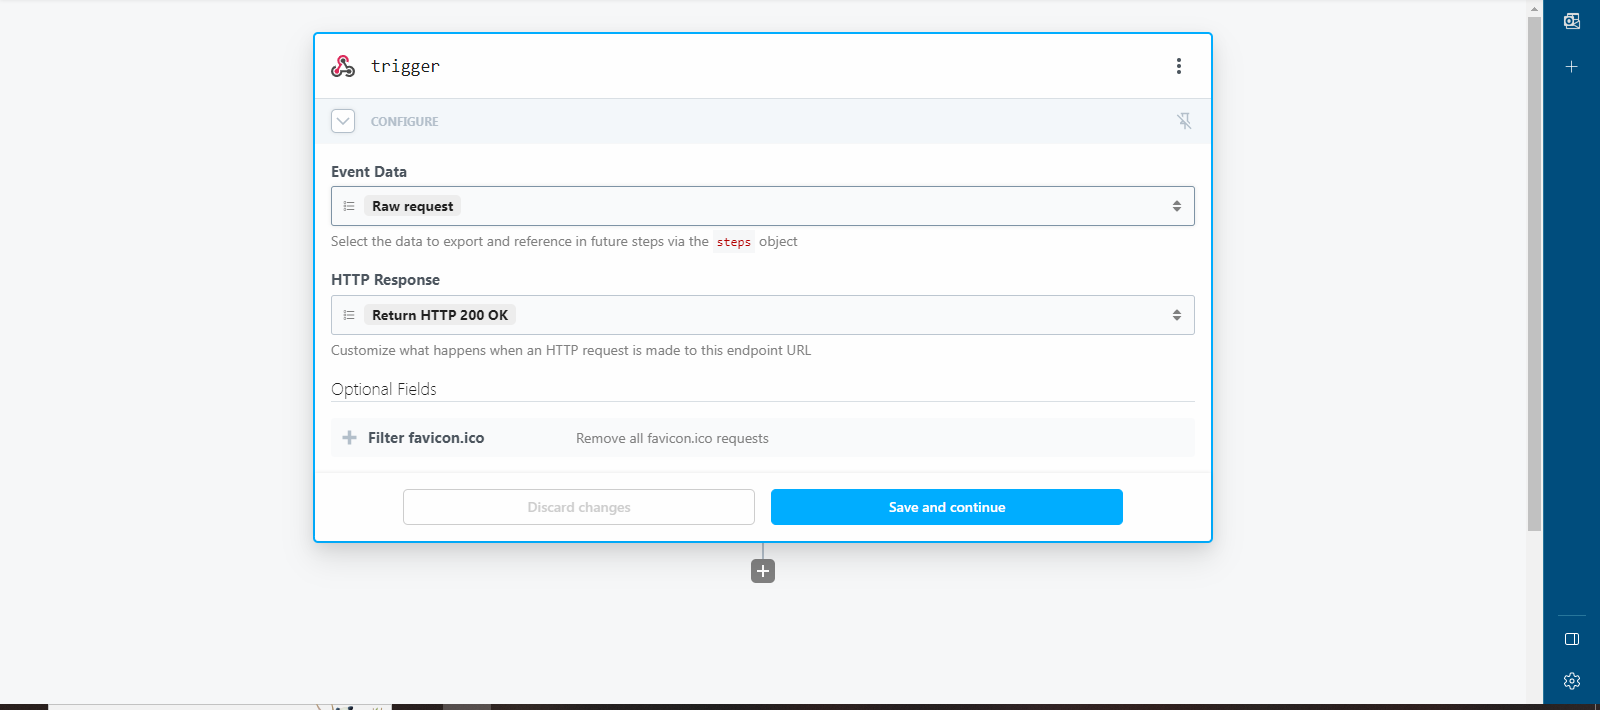 trigger
CONFIGURE
Event Data
Raw request
Select the data to export and reference in future steps via the steps object
HTTP Response
Return HTTP 200 OK
Customize what happens when an HTTP request is made to this endpoint URL
Optional Fields
Filter favicon.ico Remove all favicon.ico requests
Discard changes Save and continue